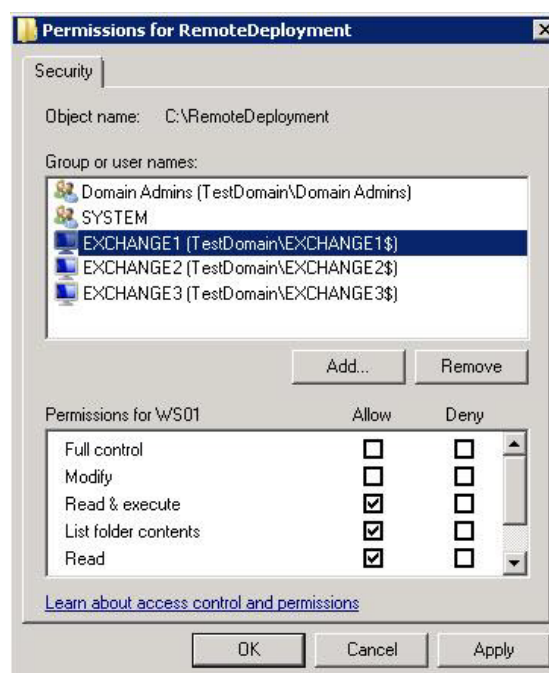 Permissions for RemoteDeployment
Security
Object name: C:\RemoteDeployment
Group or user names:
Domain Admins (TestDomain\Domain Admins)
SYSTEM
EXCHANGE1 (TestDomain\EXCHANGE1$)
EXCHANGE2 (TestDomain\EXCHANGE2$)
EXCHANGE3 (TestDomain\EXCHANGE3$)
Add... Remove
Permissions for WS01 Allow Deny
Full control
Modify
Read & execute
List folder contents
Read
Learn about access control and permissions
OK Cancel Apply